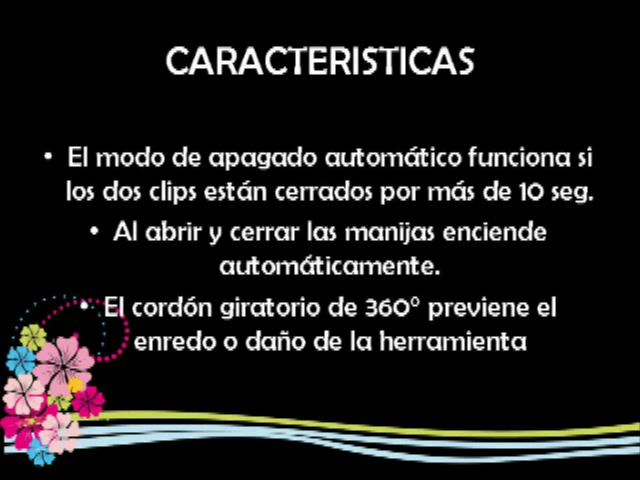 CARACTERISTICAS
• El modo de apagado automático funciona si
los dos clips están cerrados por más de 10 seg.
• Al abrir y cerrar las manijas enciende
automáticamente.
• El cordón giratorio de 360° previene el
enredo o daño de la herramienta